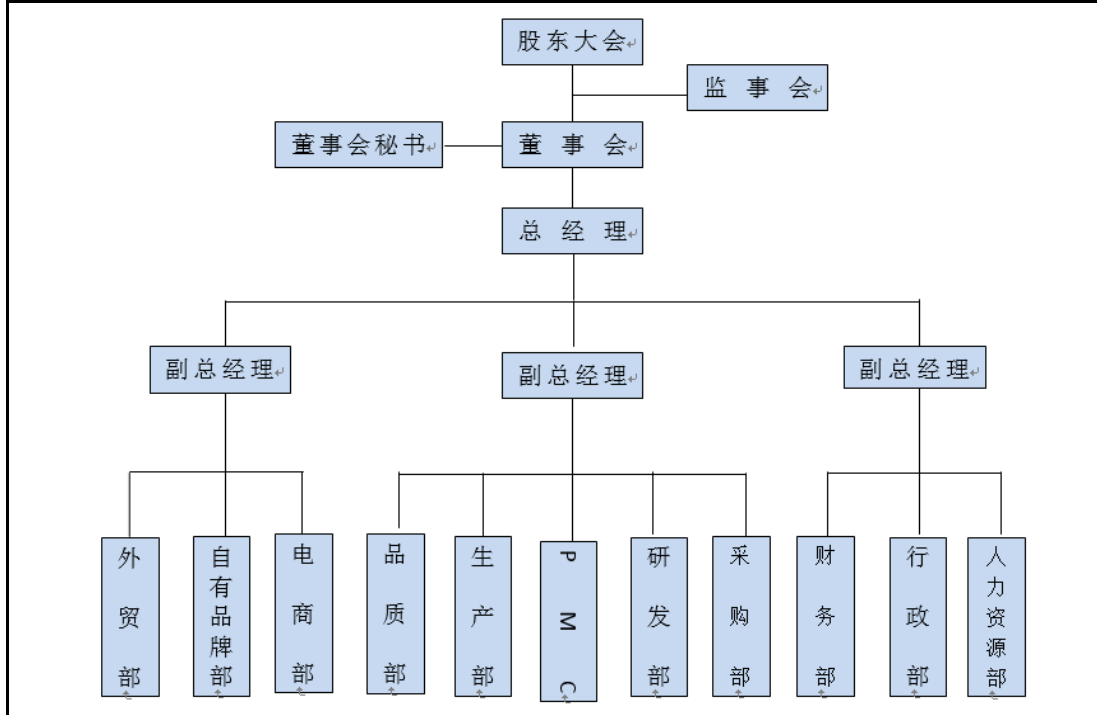 股东大会
监事会
董事会秘书
董事会
总经理
副总经理
副总经理
副总经理
外贸部
自有品牌部
电商部
品质部
生产部
PMC
研发部
采购部
财务部
行政部
人力资源部